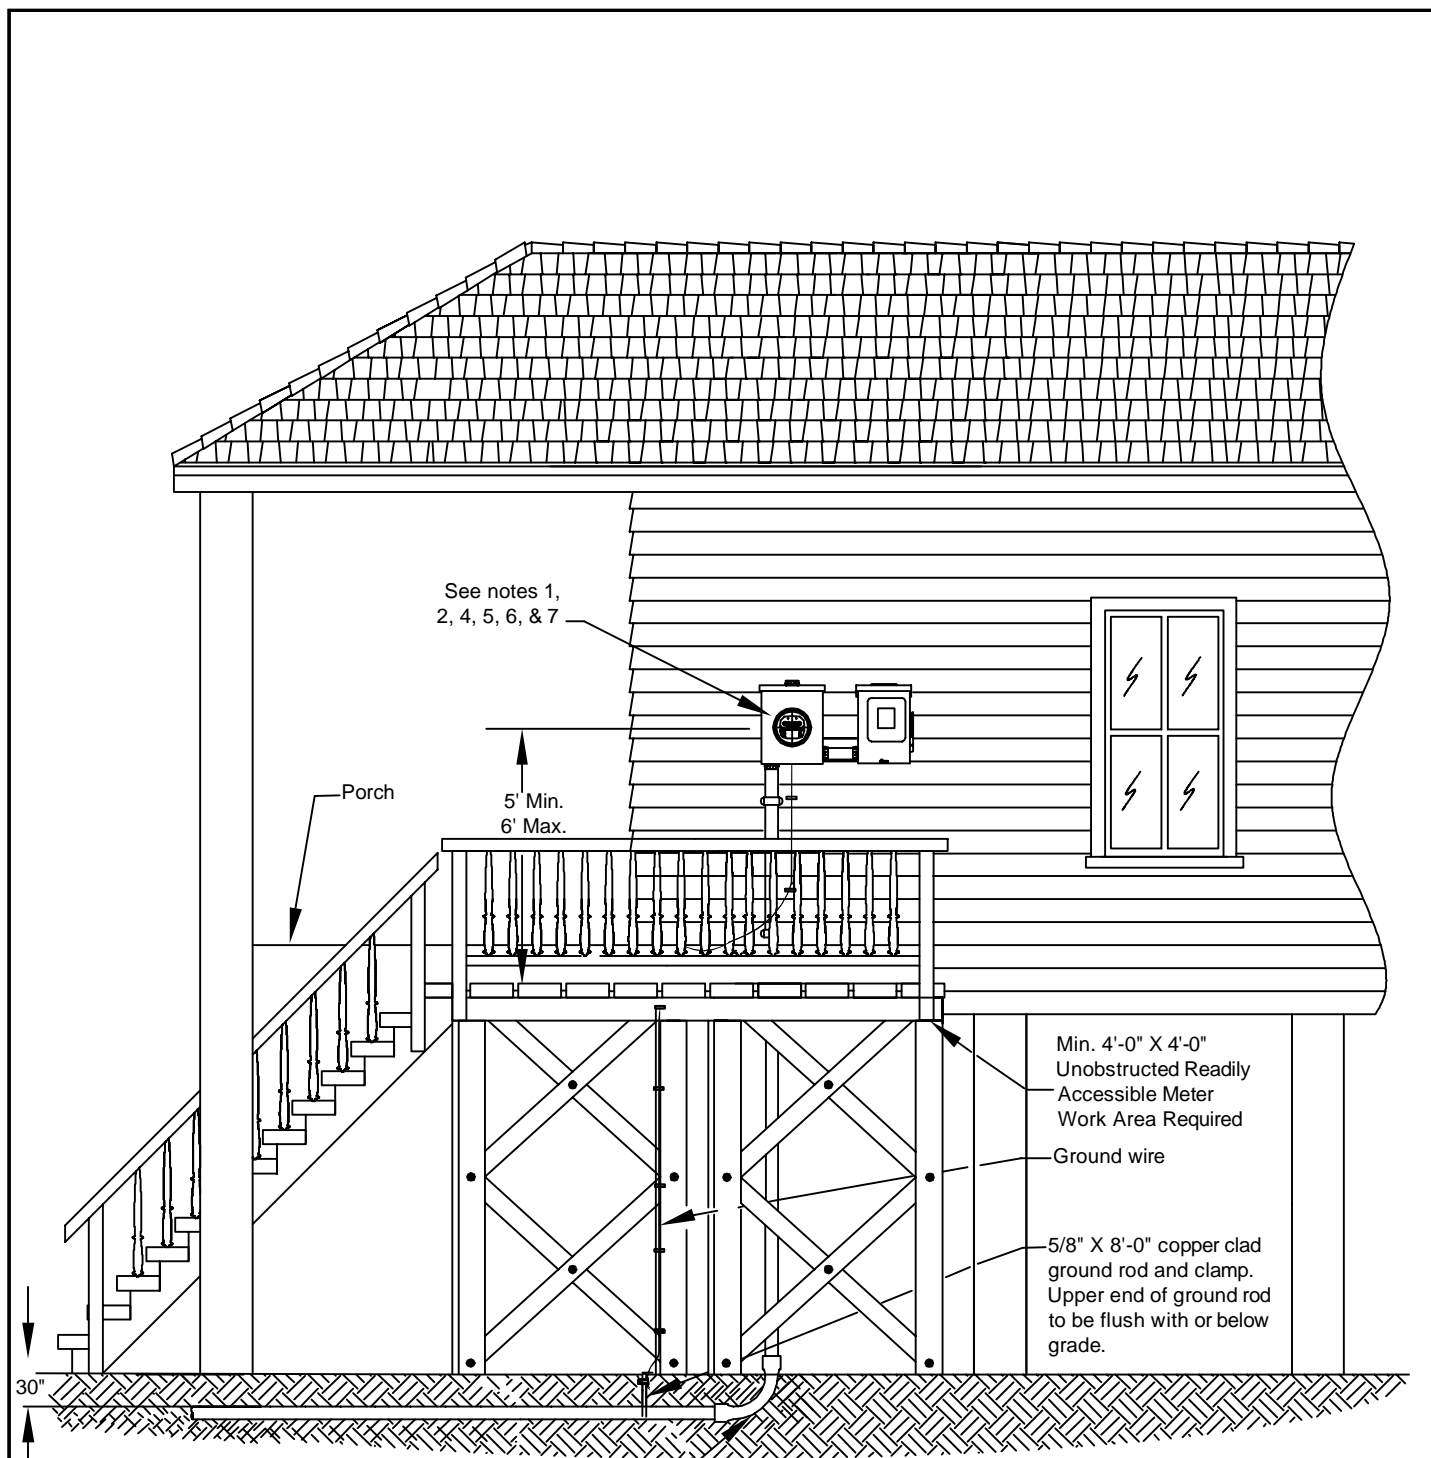 See notes 1,
2, 4, 5, 6, & 7
Porch
5' Min.
6' Max.
Min. 4'-0" X 4'-0"
Unobstructed Readily
Accessible Meter
Work Area Required
Ground wire
5/8" X 8'-0" copper clad
ground rod and clamp.
Upper end of ground rod
to be flush with or below
grade.
30"